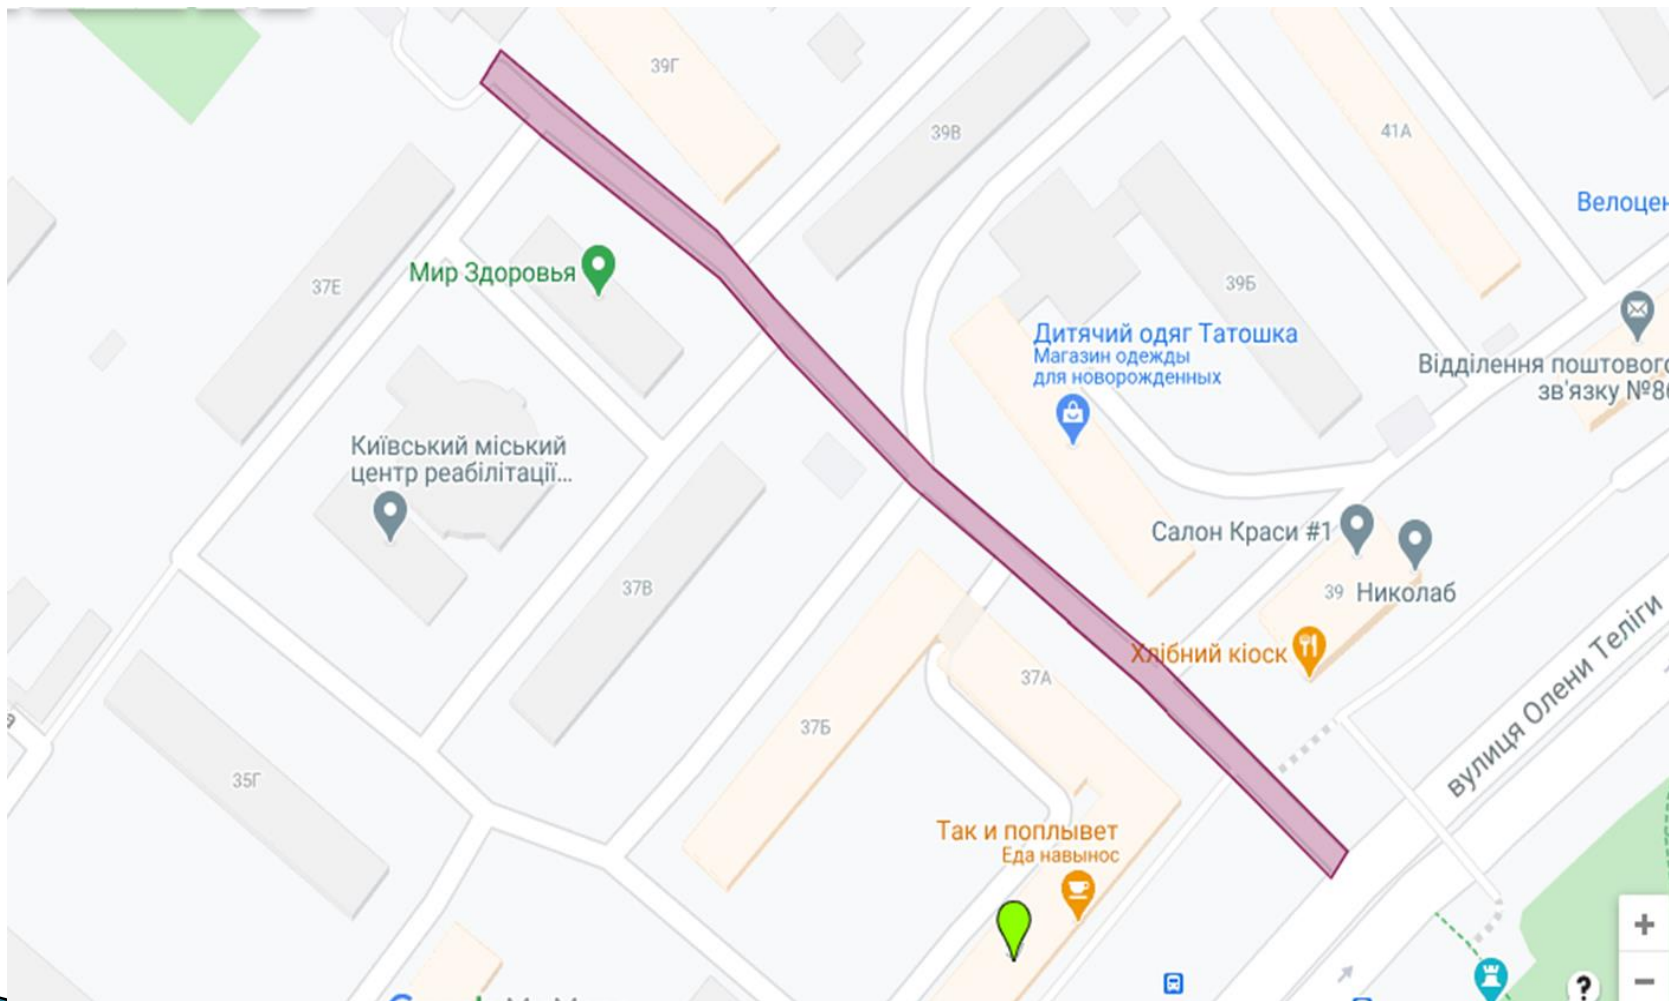 39Г
39В
41А
Мир Здоровья
37Е
39Б
Дитячий одяг Татошка
Магазин одежды
для новорожденных
Відділення поштового
зв'язку
Київський міський
центр реабілітації...
Салон Краси #1
39
Николаб
37В
Хлібний кіоск
37А
37Б
вулиця Олени Теліги
35Г
Так и поплывет
Еда навынос
+
−
?